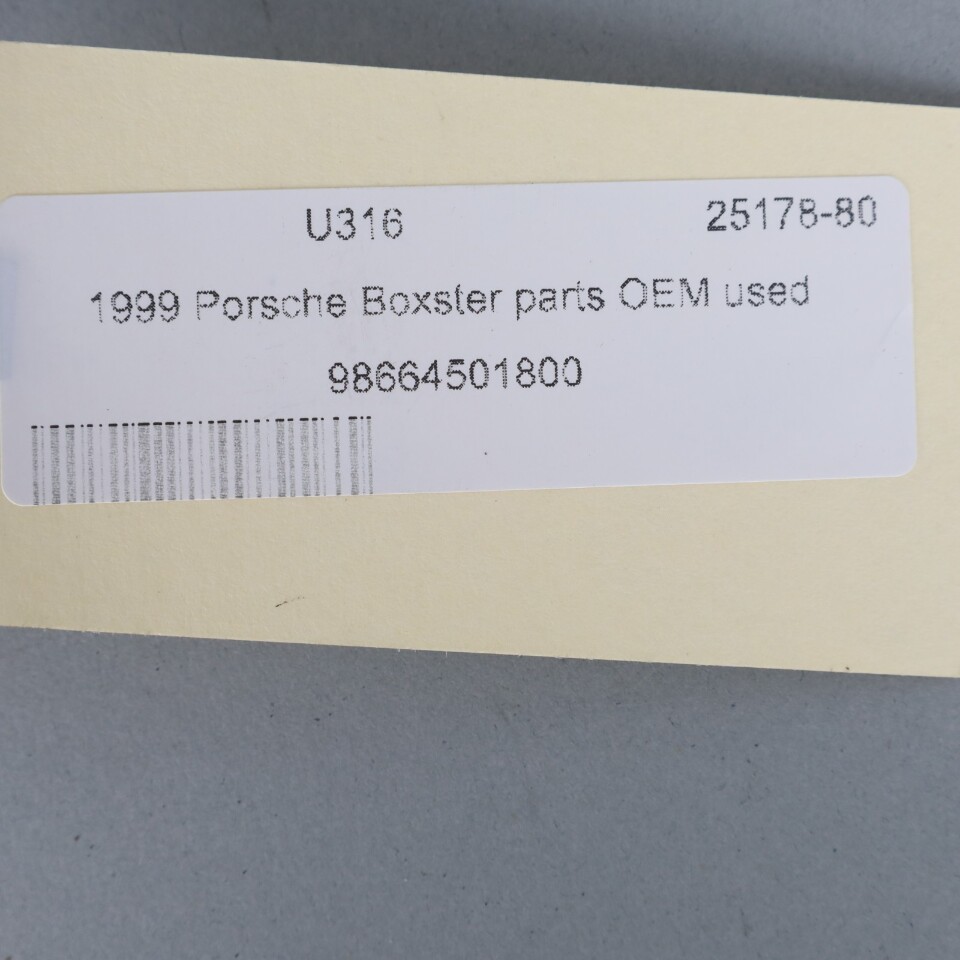 U316 25178-80
1999 Porsche Boxster parts OEM used
98664501800